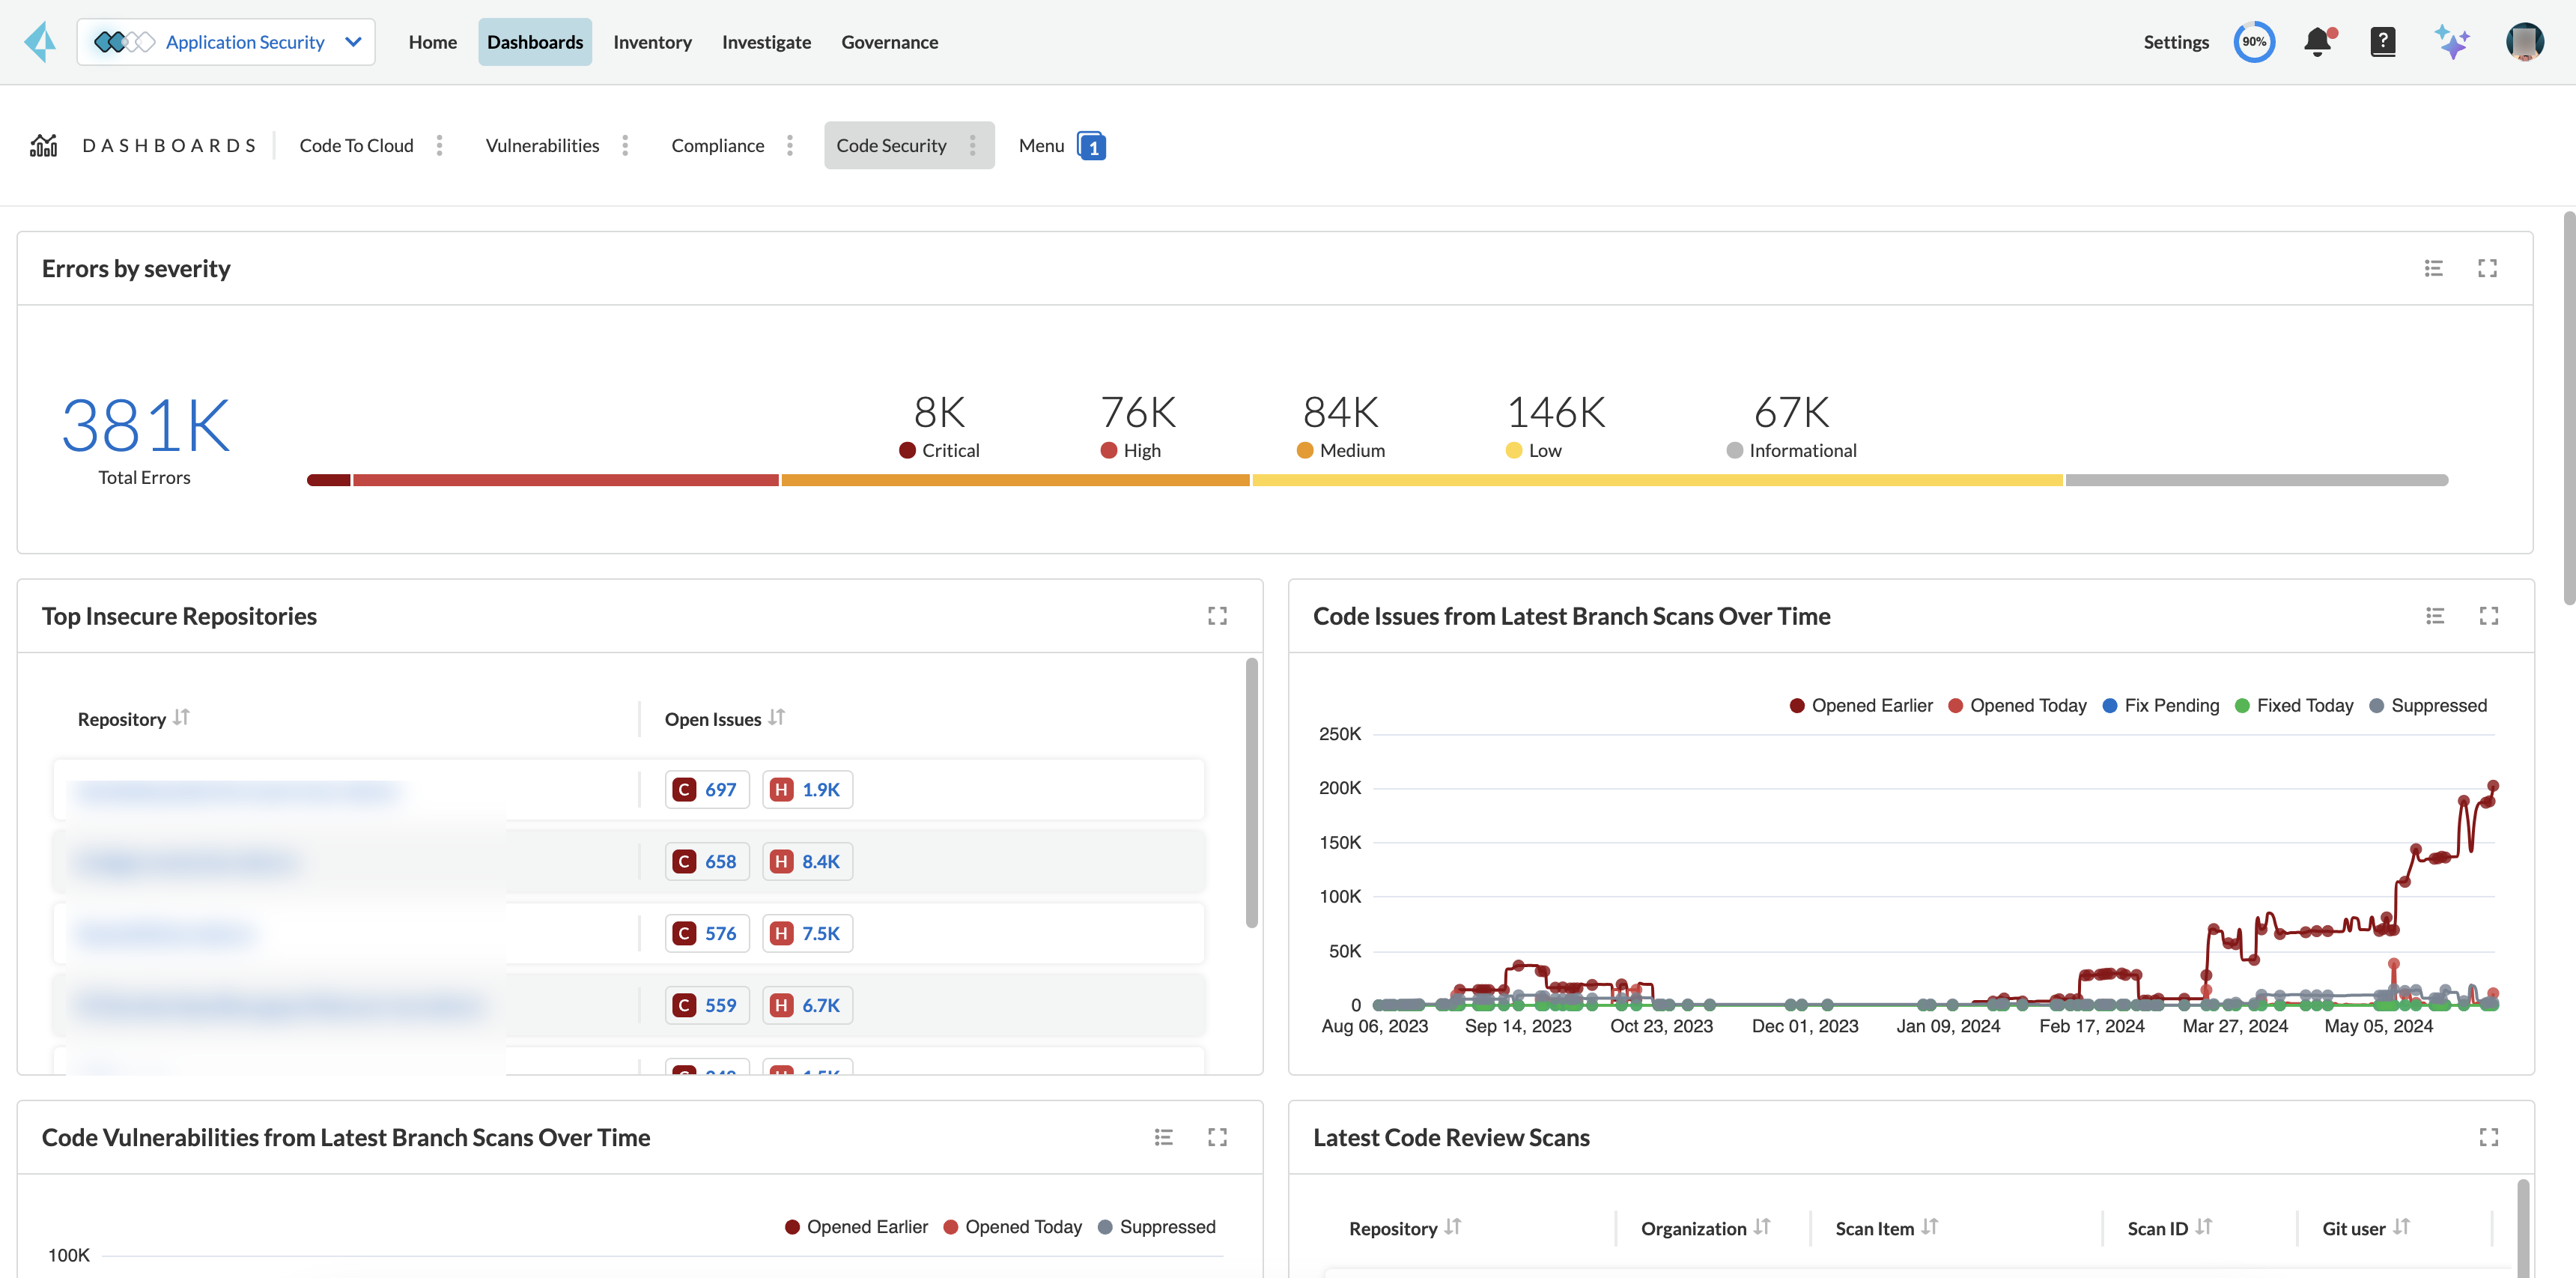 Application Security Home Dashboards Inventory Investigate Governance Settings 90% ?
DASHBOARDS Code To Cloud Vulnerabilities Compliance Code Security Menu 1
Errors by severity
381K
Total Errors
8K 76K 84K 146K 67K
Critical High Medium Low Informational
Top Insecure Repositories
Repository Open Issues
C 697 H 1.9K
C 658 H 8.4K
C 576 H 7.5K
C 559 H 6.7K
Code Issues from Latest Branch Scans Over Time
Opened Earlier Opened Today Fix Pending Fixed Today Suppressed
250K
200K
150K
100K
50K
0
Aug 06, 2023 Sep 14, 2023 Oct 23, 2023 Dec 01, 2023 Jan 09, 2024 Feb 17, 2024 Mar 27, 2024 May 05, 2024
Code Vulnerabilities from Latest Branch Scans Over Time
Opened Earlier Opened Today Suppressed
100K
Latest Code Review Scans
Repository Organization Scan Item Scan ID Git user